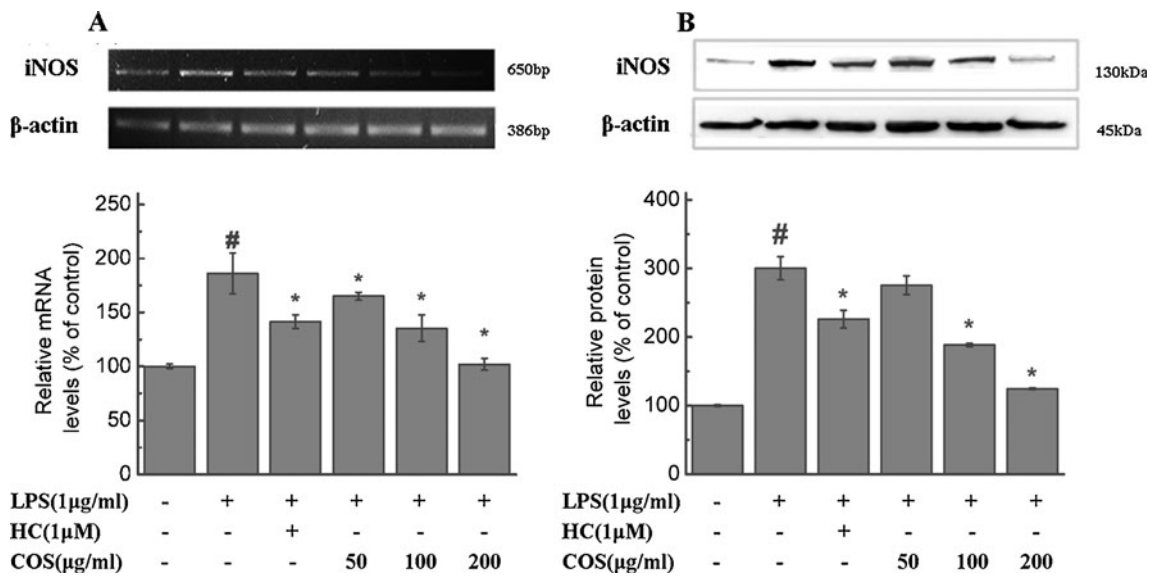 A
iNOS
650bp
β-actin
386bp
Relative mRNA
levels (% of control)
250
200
150
100
50
0
#
*
*
*
*
LPS(1μg/ml) - + + + + +
HC(1μM) - - + - - -
COS(μg/ml) - - - 50 100 200
B
iNOS
130kDa
β-actin
45kDa
Relative protein
levels (% of control)
400
300
200
100
0
#
*
*
*
LPS(1μg/ml) - + + + + +
HC(1μM) - - + - - -
COS(μg/ml) - - - 50 100 200